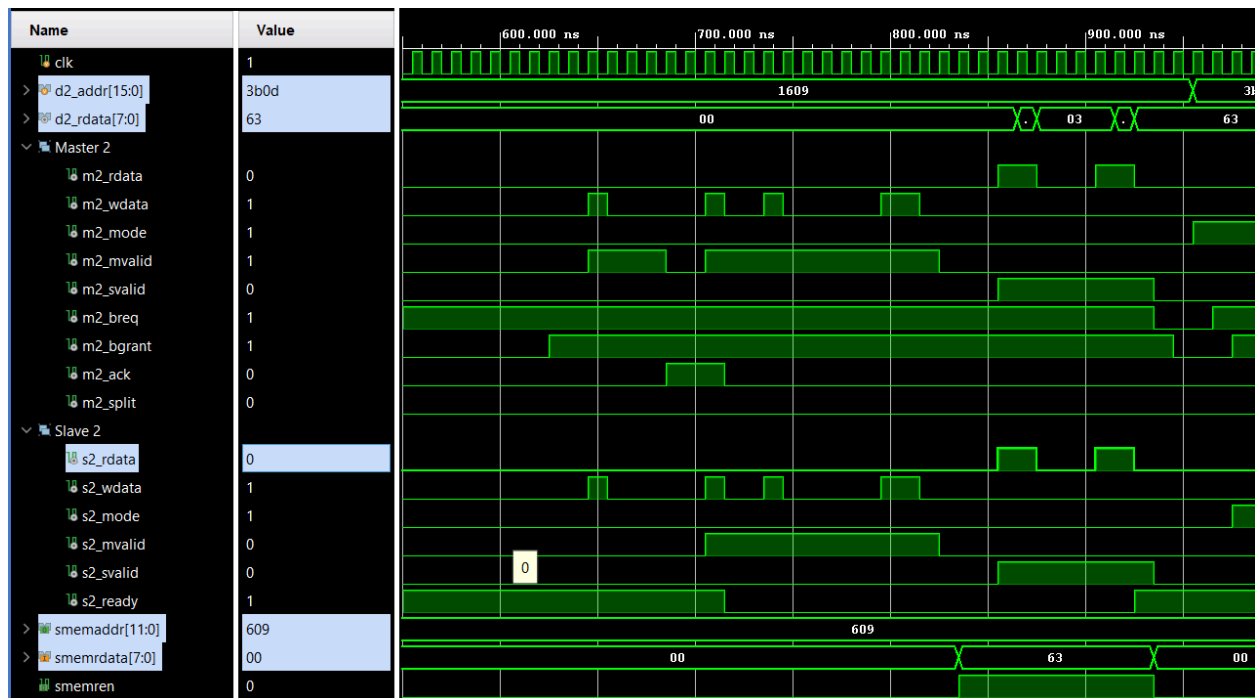 Name Value
600.000 ns 700.000 ns 800.000 ns 900.000 ns
clk 1
d2_addr[15:0] 3b0d 1609 3b
d2_rdata[7:0] 63 00 . 03 . 63
Master 2
m2_rdata 0
m2_wdata 1
m2_mode 1
m2_mvalid 1
m2_svalid 0
m2_breq 1
m2_bgrant 1
m2_ack 0
m2_split 0
Slave 2
s2_rdata 0
s2_wdata 1
s2_mode 1
s2_mvalid 0
s2_svalid 0 0
s2_ready 1
smemaddr[11:0] 609 609
smemrdata[7:0] 00 00 63 00
smemren 0